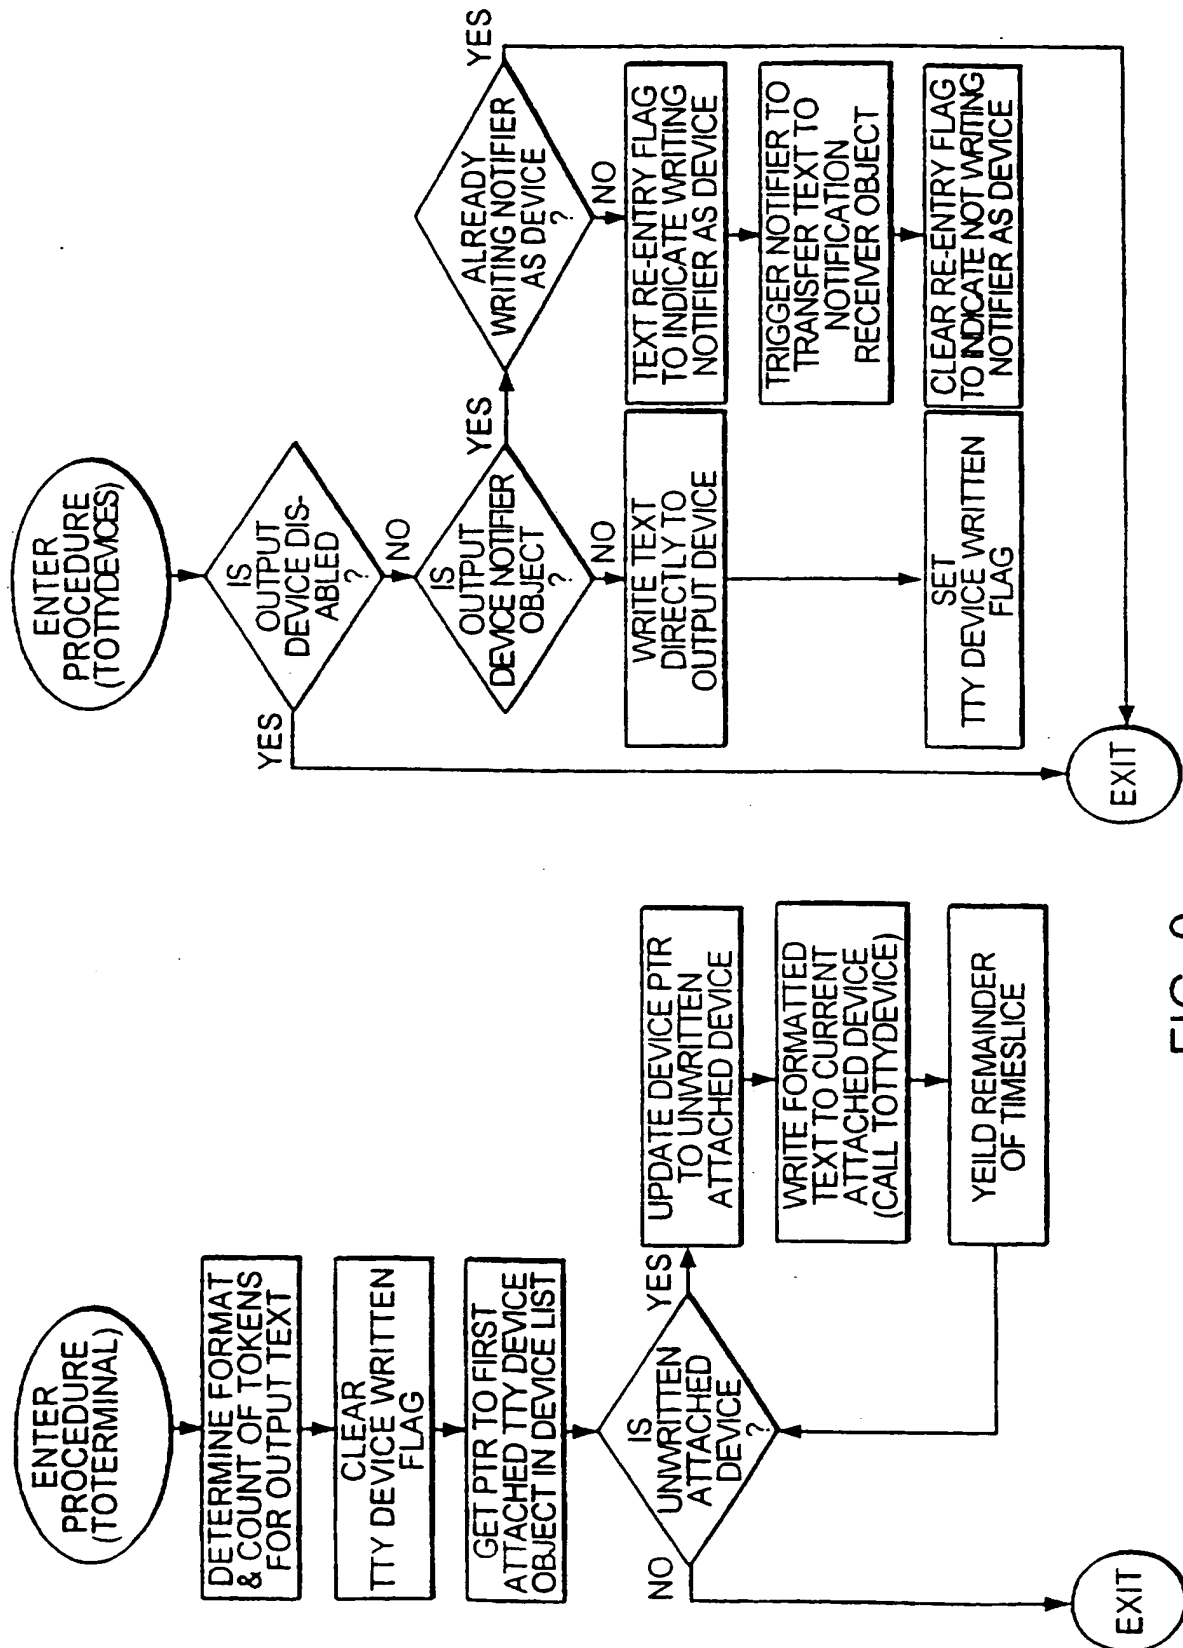 ENTER
PROCEDURE
(TOTERMINAL)
DETERMINE FORMAT
& COUNT OF TOKENS
FOR OUTPUT TEXT
CLEAR
TTY DEVICE WRITTEN
FLAG
GET PTR TO FIRST
ATTACHED TTY DEVICE
OBJECT IN DEVICE LIST
IS
UNWRITTEN
ATTACHED
DEVICE
?
NO
YES
UPDATE DEVICE PTR
TO UNWRITTEN
ATTACHED DEVICE
WRITE FORMATTED
TEXT TO CURRENT
ATTACHED DEVICE
(CALL TOTTYDEVICE)
YEILD REMAINDER
OF TIMESLICE
EXIT
ENTER
PROCEDURE
(TOTTYDEVICES)
IS
OUTPUT
DEVICE DIS-
ABLED
?
YES
NO
IS
OUTPUT
DEVICE NOTIFIER
OBJECT
?
YES
NO
ALREADY
WRITING NOTIFIER
AS DEVICE
?
YES
NO
WRITE TEXT
DIRECTLY TO
OUTPUT DEVICE
TEXT RE-ENTRY FLAG
TO INDICATE WRITING
NOTIFIER AS DEVICE
TRIGGER NOTIFIER TO
TRANSFER TEXT TO
NOTIFICATION
RECEIVER OBJECT
SET
TTY DEVICE WRITTEN
FLAG
CLEAR RE-ENTRY FLAG
TO INDICATE NOT WRITING
NOTIFIER AS DEVICE
EXIT
FIG.